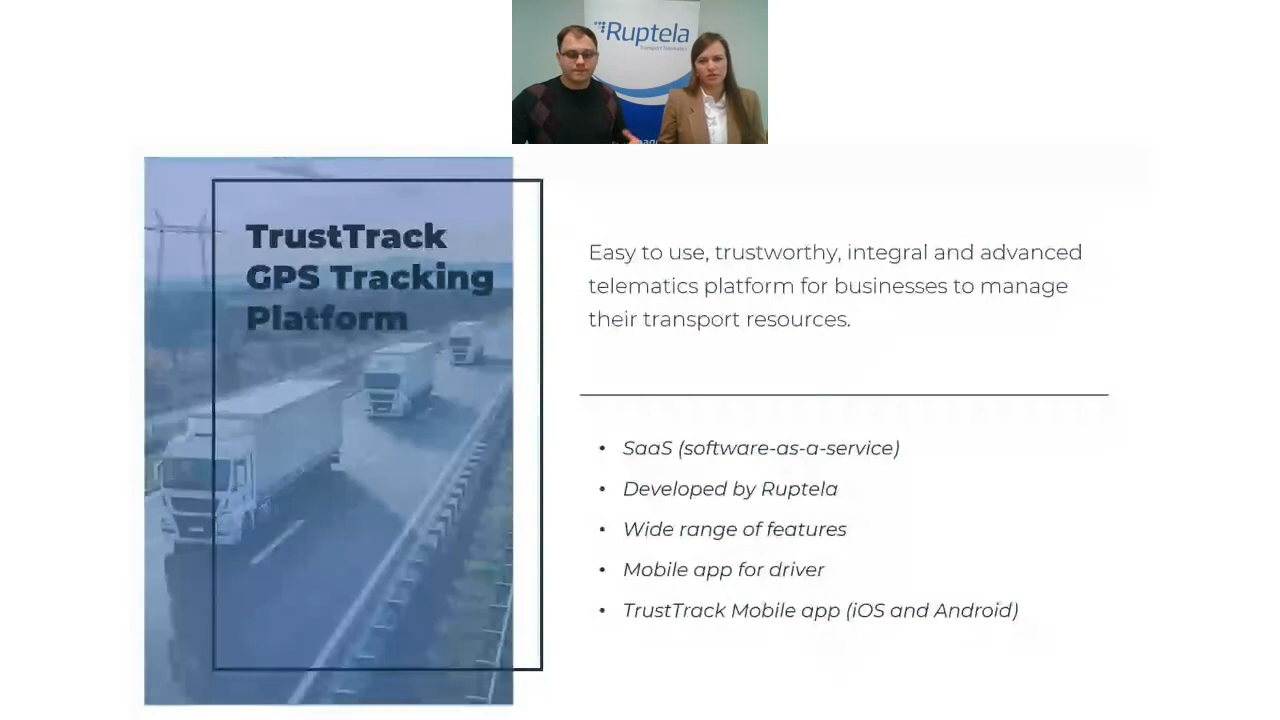 Ruptela
Transport Telematics
TrustTrack
GPS Tracking
Platform
Easy to use, trustworthy, integral and advanced
telematics platform for businesses to manage
their transport resources.
• SaaS (software-as-a-service)
• Developed by Ruptela
• Wide range of features
• Mobile app for driver
• TrustTrack Mobile app (iOS and Android)